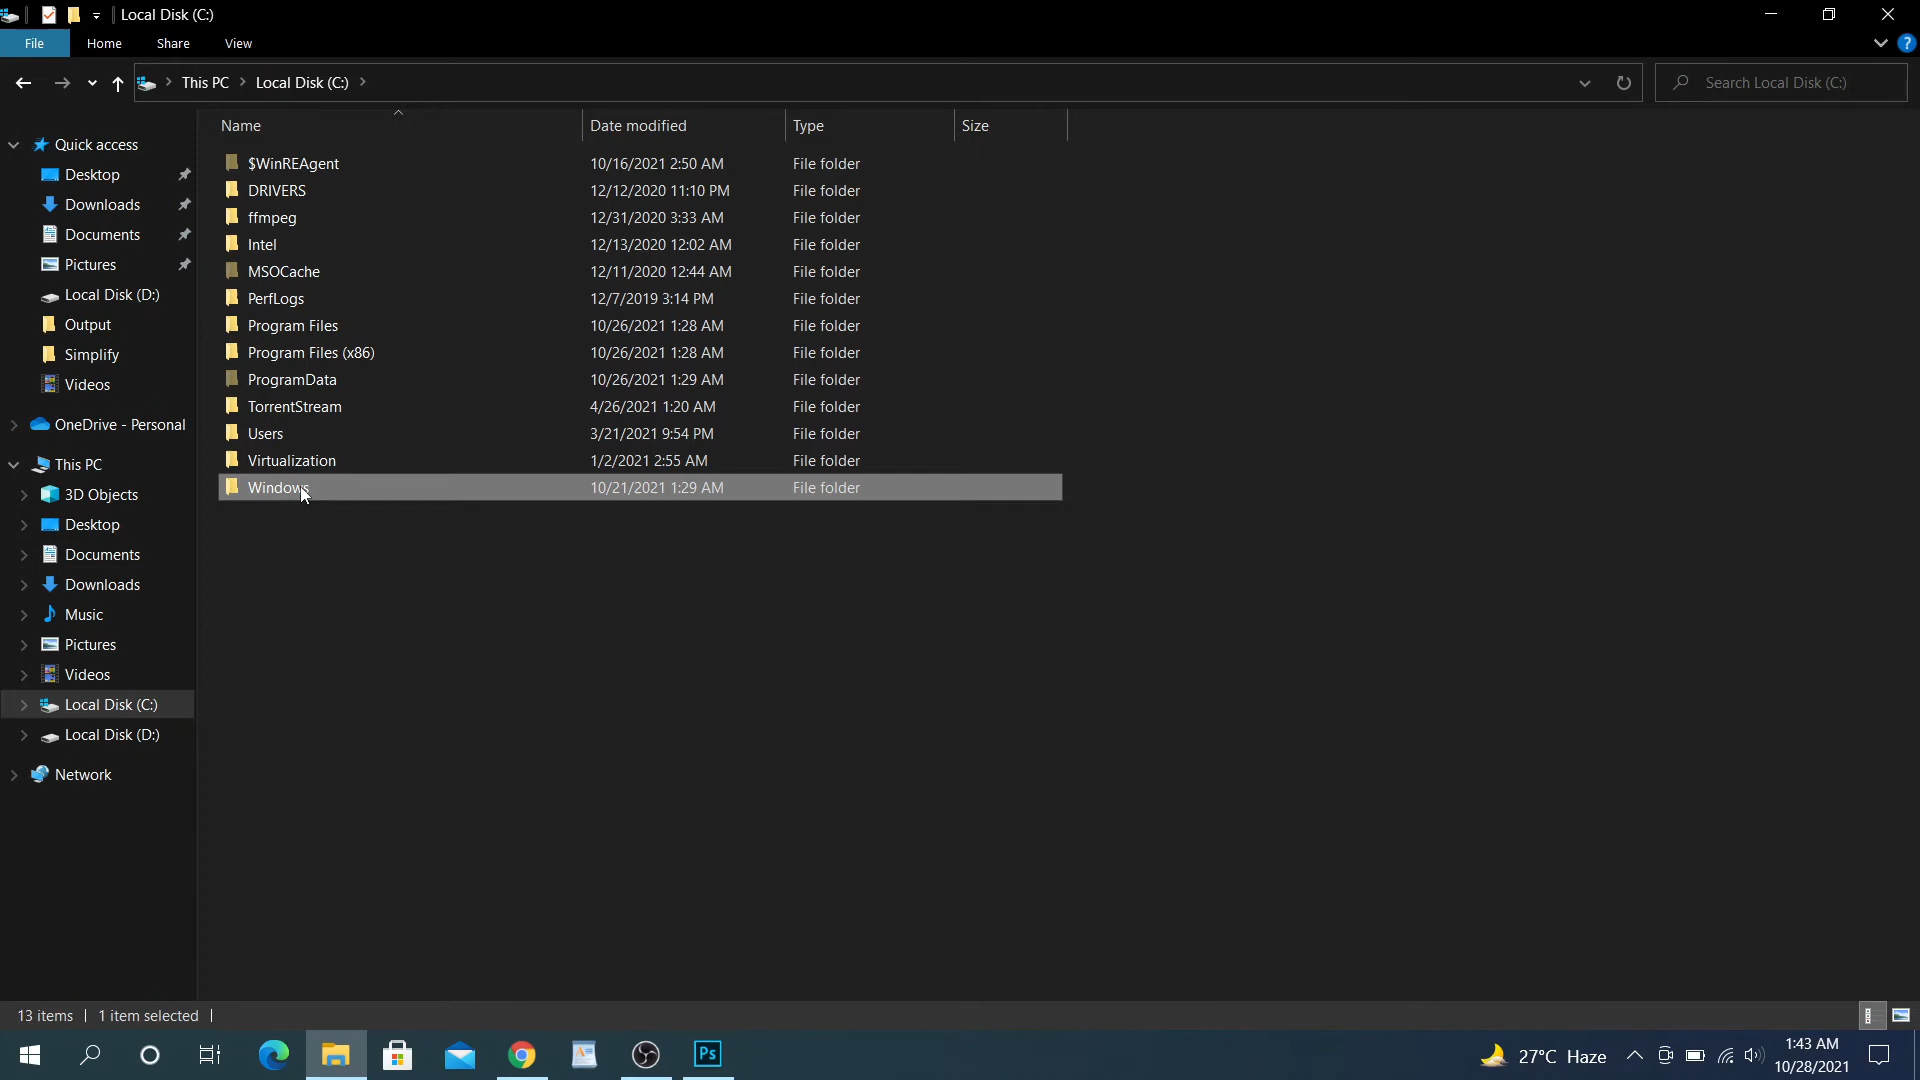 Local Disk (C:)
File Home Share View
This PC Local Disk (C:) Search Local Disk (C:)
Name Date modified Type Size
Quick access
Desktop
Downloads
Documents
Pictures
Local Disk (D:)
Output
Simplify
Videos
OneDrive - Personal
This PC
3D Objects
Desktop
Documents
Downloads
Music
Pictures
Videos
Local Disk (C:)
Local Disk (D:)
Network
$WinREAgent 10/16/2021 2:50 AM File folder
DRIVERS 12/12/2020 11:10 PM File folder
ffmpeg 12/31/2020 3:33 AM File folder
Intel 12/13/2020 12:02 AM File folder
MSOCache 12/11/2020 12:44 AM File folder
PerfLogs 12/7/2019 3:14 PM File folder
Program Files 10/26/2021 1:28 AM File folder
Program Files (x86) 10/26/2021 1:28 AM File folder
ProgramData 10/26/2021 1:29 AM File folder
TorrentStream 4/26/2021 1:20 AM File folder
Users 3/21/2021 9:54 PM File folder
Virtualization 1/2/2021 2:55 AM File folder
Windows 10/21/2021 1:29 AM File folder
13 items 1 item selected
Ps
27°C Haze
1:43 AM
10/28/2021